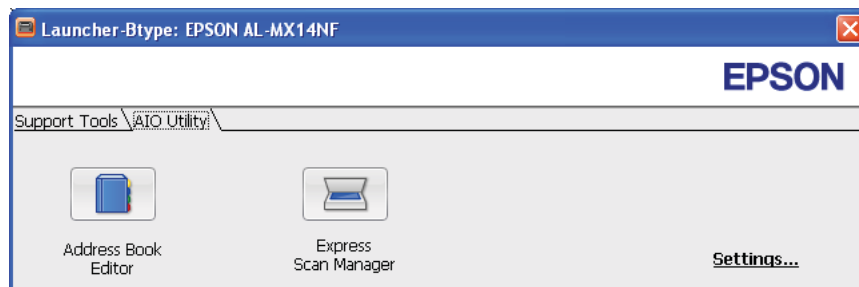 Launcher-Btype: EPSON AL-MX14NF
EPSON
Support Tools AIO Utility
Address Book
Editor
Express
Scan Manager
Settings...